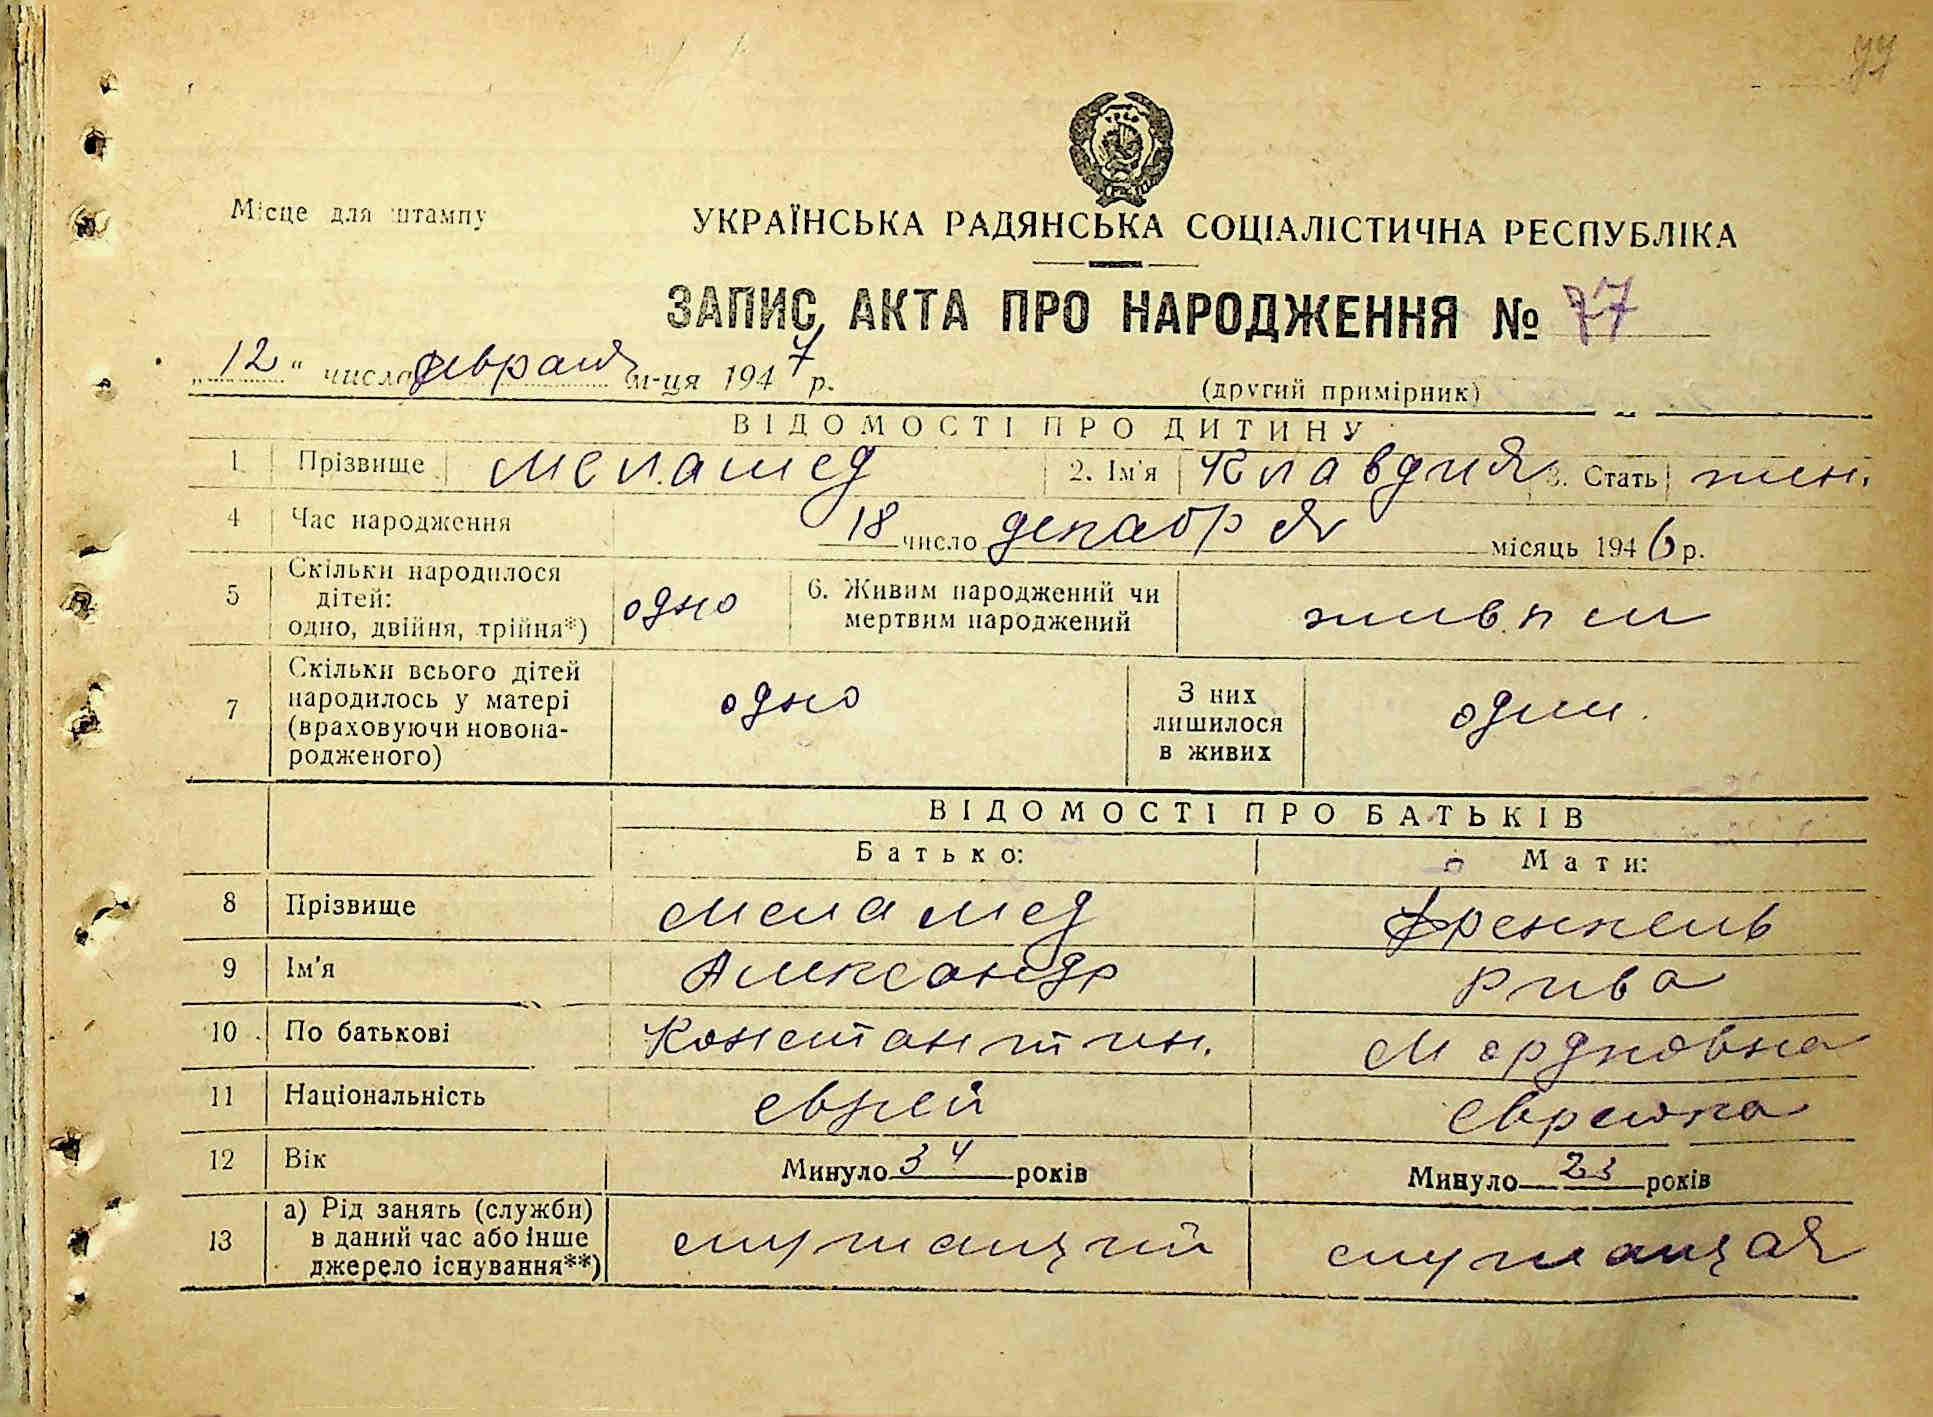 77
Місце для штампу
УКРАЇНСЬКА РАДЯНСЬКА СОЦІАЛІСТИЧНА РЕСПУБЛІКА
ЗАПИС АКТА ПРО НАРОДЖЕННЯ № 77
„12“ числа февраля м-ця 1947 р.
(другий примірник)
ВІДОМОСТІ ПРО ДИТИНУ
1 Прізвище Меламед 2. Ім'я Клавдия 3. Стать жен.
4 Час народження 18 число декабря місяць 1946 р.
5 Скільки народилося
дітей:
одно, двійня, трійня*) одно
6. Живим народжений чи
мертвим народжений живым
7 Скільки всього дітей
народилось у матері
(враховуючи новона-
родженого) одно
З них
лишилося
в живих один.
ВІДОМОСТІ ПРО БАТЬКІВ
Батько: Мати:
8 Прізвище Меламед Френкель
9 Ім'я Александр Рива
10 По батькові Константин. Мордковна
11 Національність еврей еврейка
12 Вік Минуло 34 років Минуло 23 років
13 а) Рід занять (служби)
в даний час або інше
джерело існування**) служащий служащая